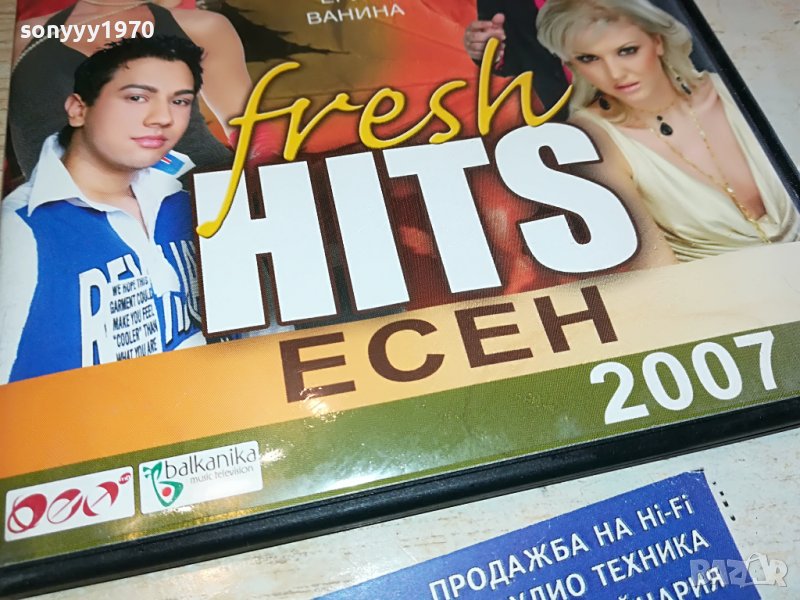 sonyyy1970
ВАНИНА
fresh
HITS
ЕСЕН
2007
WE HOPE THIS
GARMENT COULD
MAKE YOU FEEL
"COOLER" THAN
WHAT YOU ARE
balkanika
music television
ПРОДАЖБА НА Hi-Fi
ТЕХНИКА
BAZAR